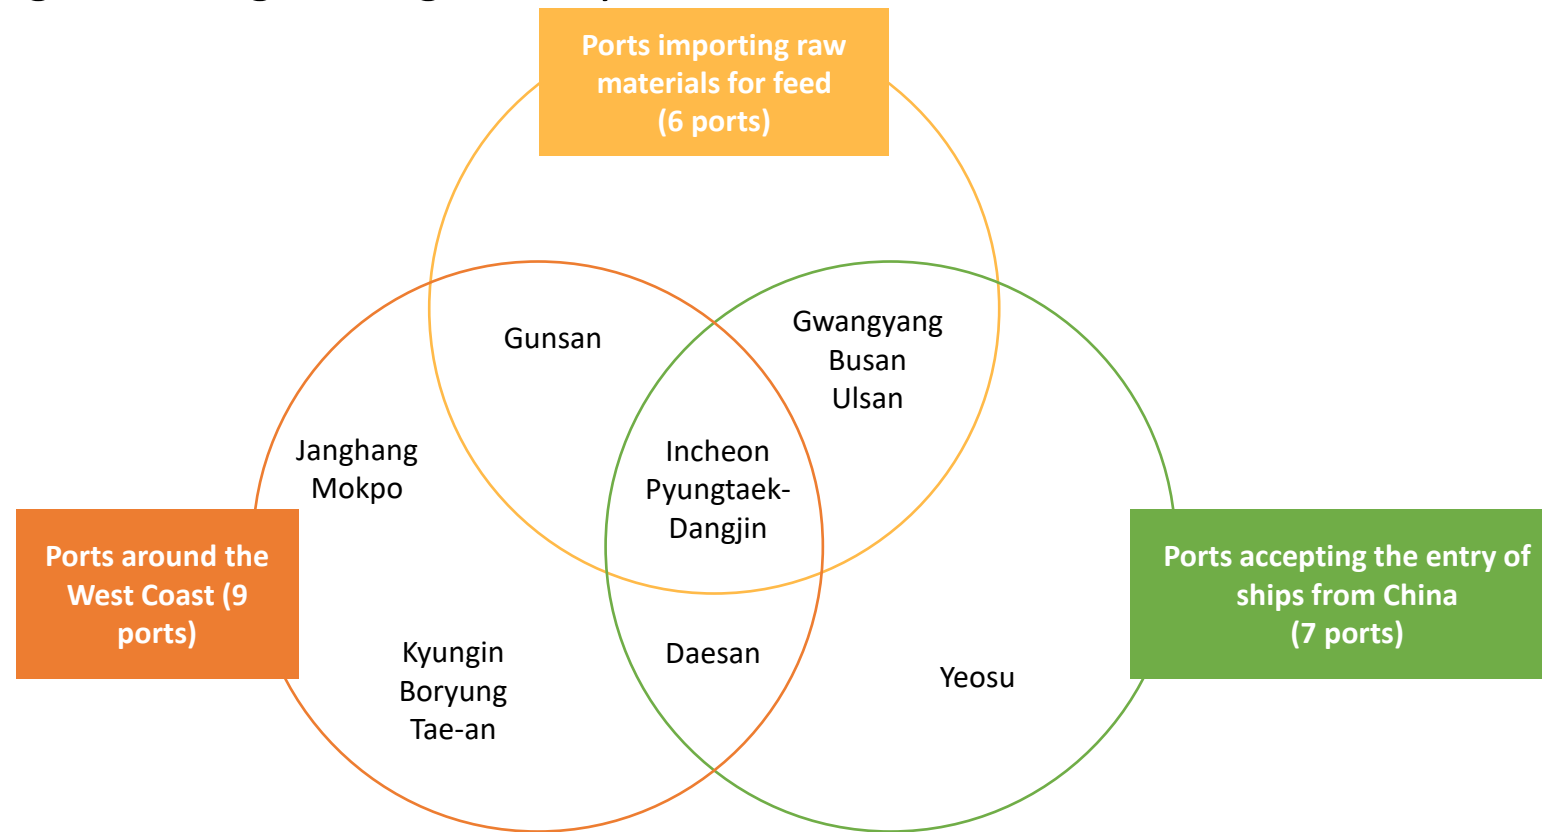 Ports importing raw
materials for feed
(6 ports)
Gunsan
Gwangyang
Busan
Ulsan
Janghang
Mokpo
Incheon
Pyungtaek-
Dangjin
Ports around the
West Coast (9
ports)
Ports accepting the entry of
ships from China
(7 ports)
Kyungin
Boryung
Tae-an
Daesan
Yeosu